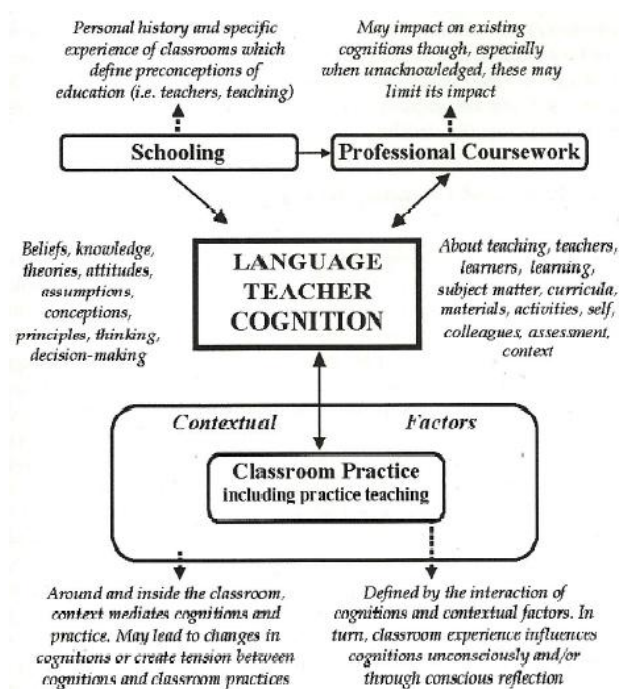 Personal history and specific
experience of classrooms which
define preconceptions of
education (i.e. teachers, teaching)
May impact on existing
cognitions though, especially
when unacknowledged, these may
limit its impact
Schooling
Professional Coursework
Beliefs, knowledge,
theories, attitudes,
assumptions,
conceptions,
principles, thinking,
decision-making
LANGUAGE
TEACHER
COGNITION
About teaching, teachers,
learners, learning,
subject matter, curricula,
materials, activities, self,
colleagues, assessment,
context
Contextual Factors
Classroom Practice
including practice teaching
Around and inside the classroom,
context mediates cognitions and
practice. May lead to changes in
cognitions or create tension between
cognitions and classroom practices
Defined by the interaction of
cognitions and contextual factors. In
turn, classroom experience influences
cognitions unconsciously and/or
through conscious reflection